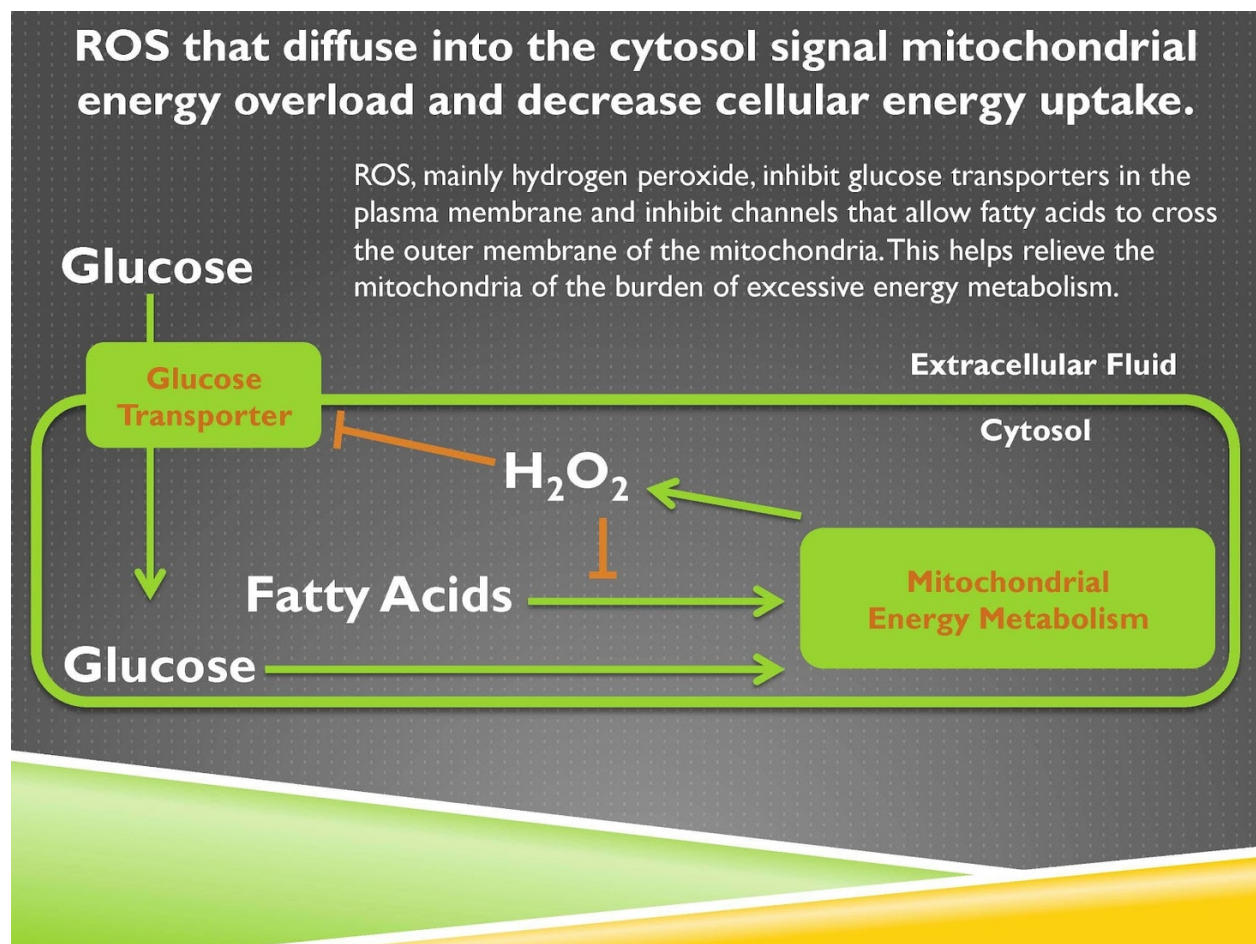 ROS that diffuse into the cytosol signal mitochondrial
energy overload and decrease cellular energy uptake.
ROS, mainly hydrogen peroxide, inhibit glucose transporters in the
plasma membrane and inhibit channels that allow fatty acids to cross
the outer membrane of the mitochondria. This helps relieve the
mitochondria of the burden of excessive energy metabolism.
Glucose
Extracellular Fluid
Glucose
Transporter
Cytosol
H₂O₂
Mitochondrial
Energy Metabolism
Fatty Acids
Glucose